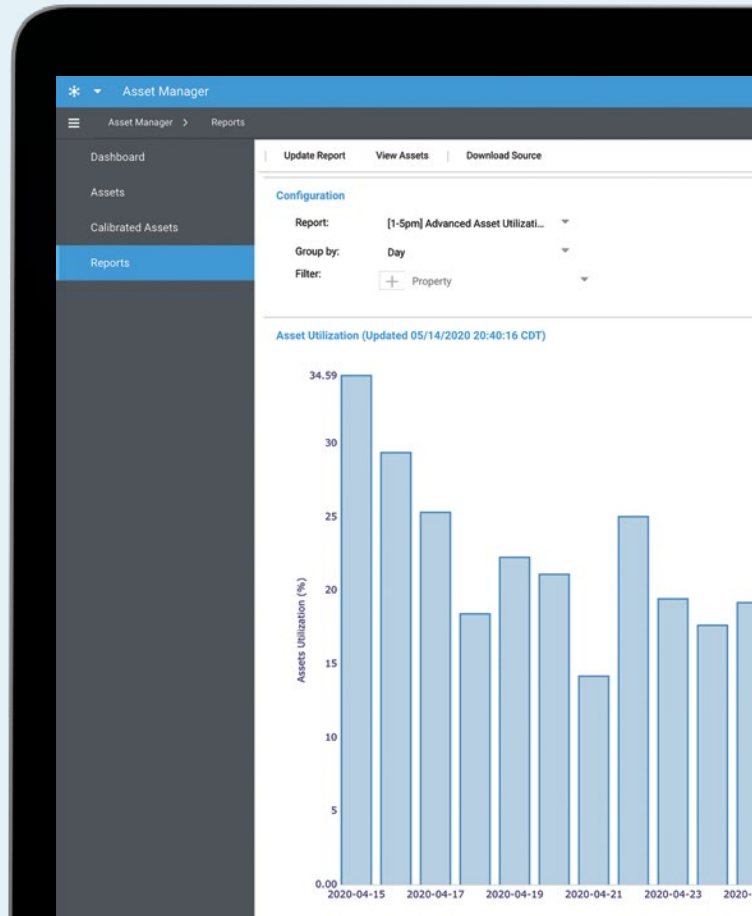 Asset Manager
Asset Manager > Reports
Dashboard
Assets
Calibrated Assets
Reports
Update Report View Assets Download Source
Configuration
Report: [1-5pm] Advanced Asset Utilizati...
Group by: Day
Filter: Property
Asset Utilization (Updated 05/14/2020 20:40:16 CDT)
34.59
30
25
20
15
10
5
0.00
Assets Utilization (%)
2020-04-15 2020-04-17 2020-04-19 2020-04-21 2020-04-23 2020-